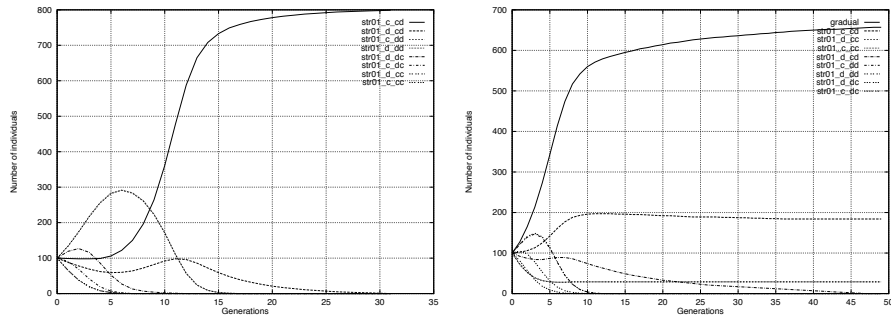 800
700
600
500
400
300
200
100
0
0 5 10 15 20 25 30 35
Number of individuals
Generations
str01_c_cd
str01_d_cd
str01_c_dd
str01_d_dd
str01_d_dc
str01_c_dc
str01_d_cc
str01_c_cc
700
600
500
400
300
200
100
0
0 5 10 15 20 25 30 35 40 45 50
Number of individuals
Generations
gradual
str01_c_cd
str01_d_cc
str01_c_cc
str01_d_cd
str01_c_dd
str01_d_dd
str01_d_dc
str01_c_dc